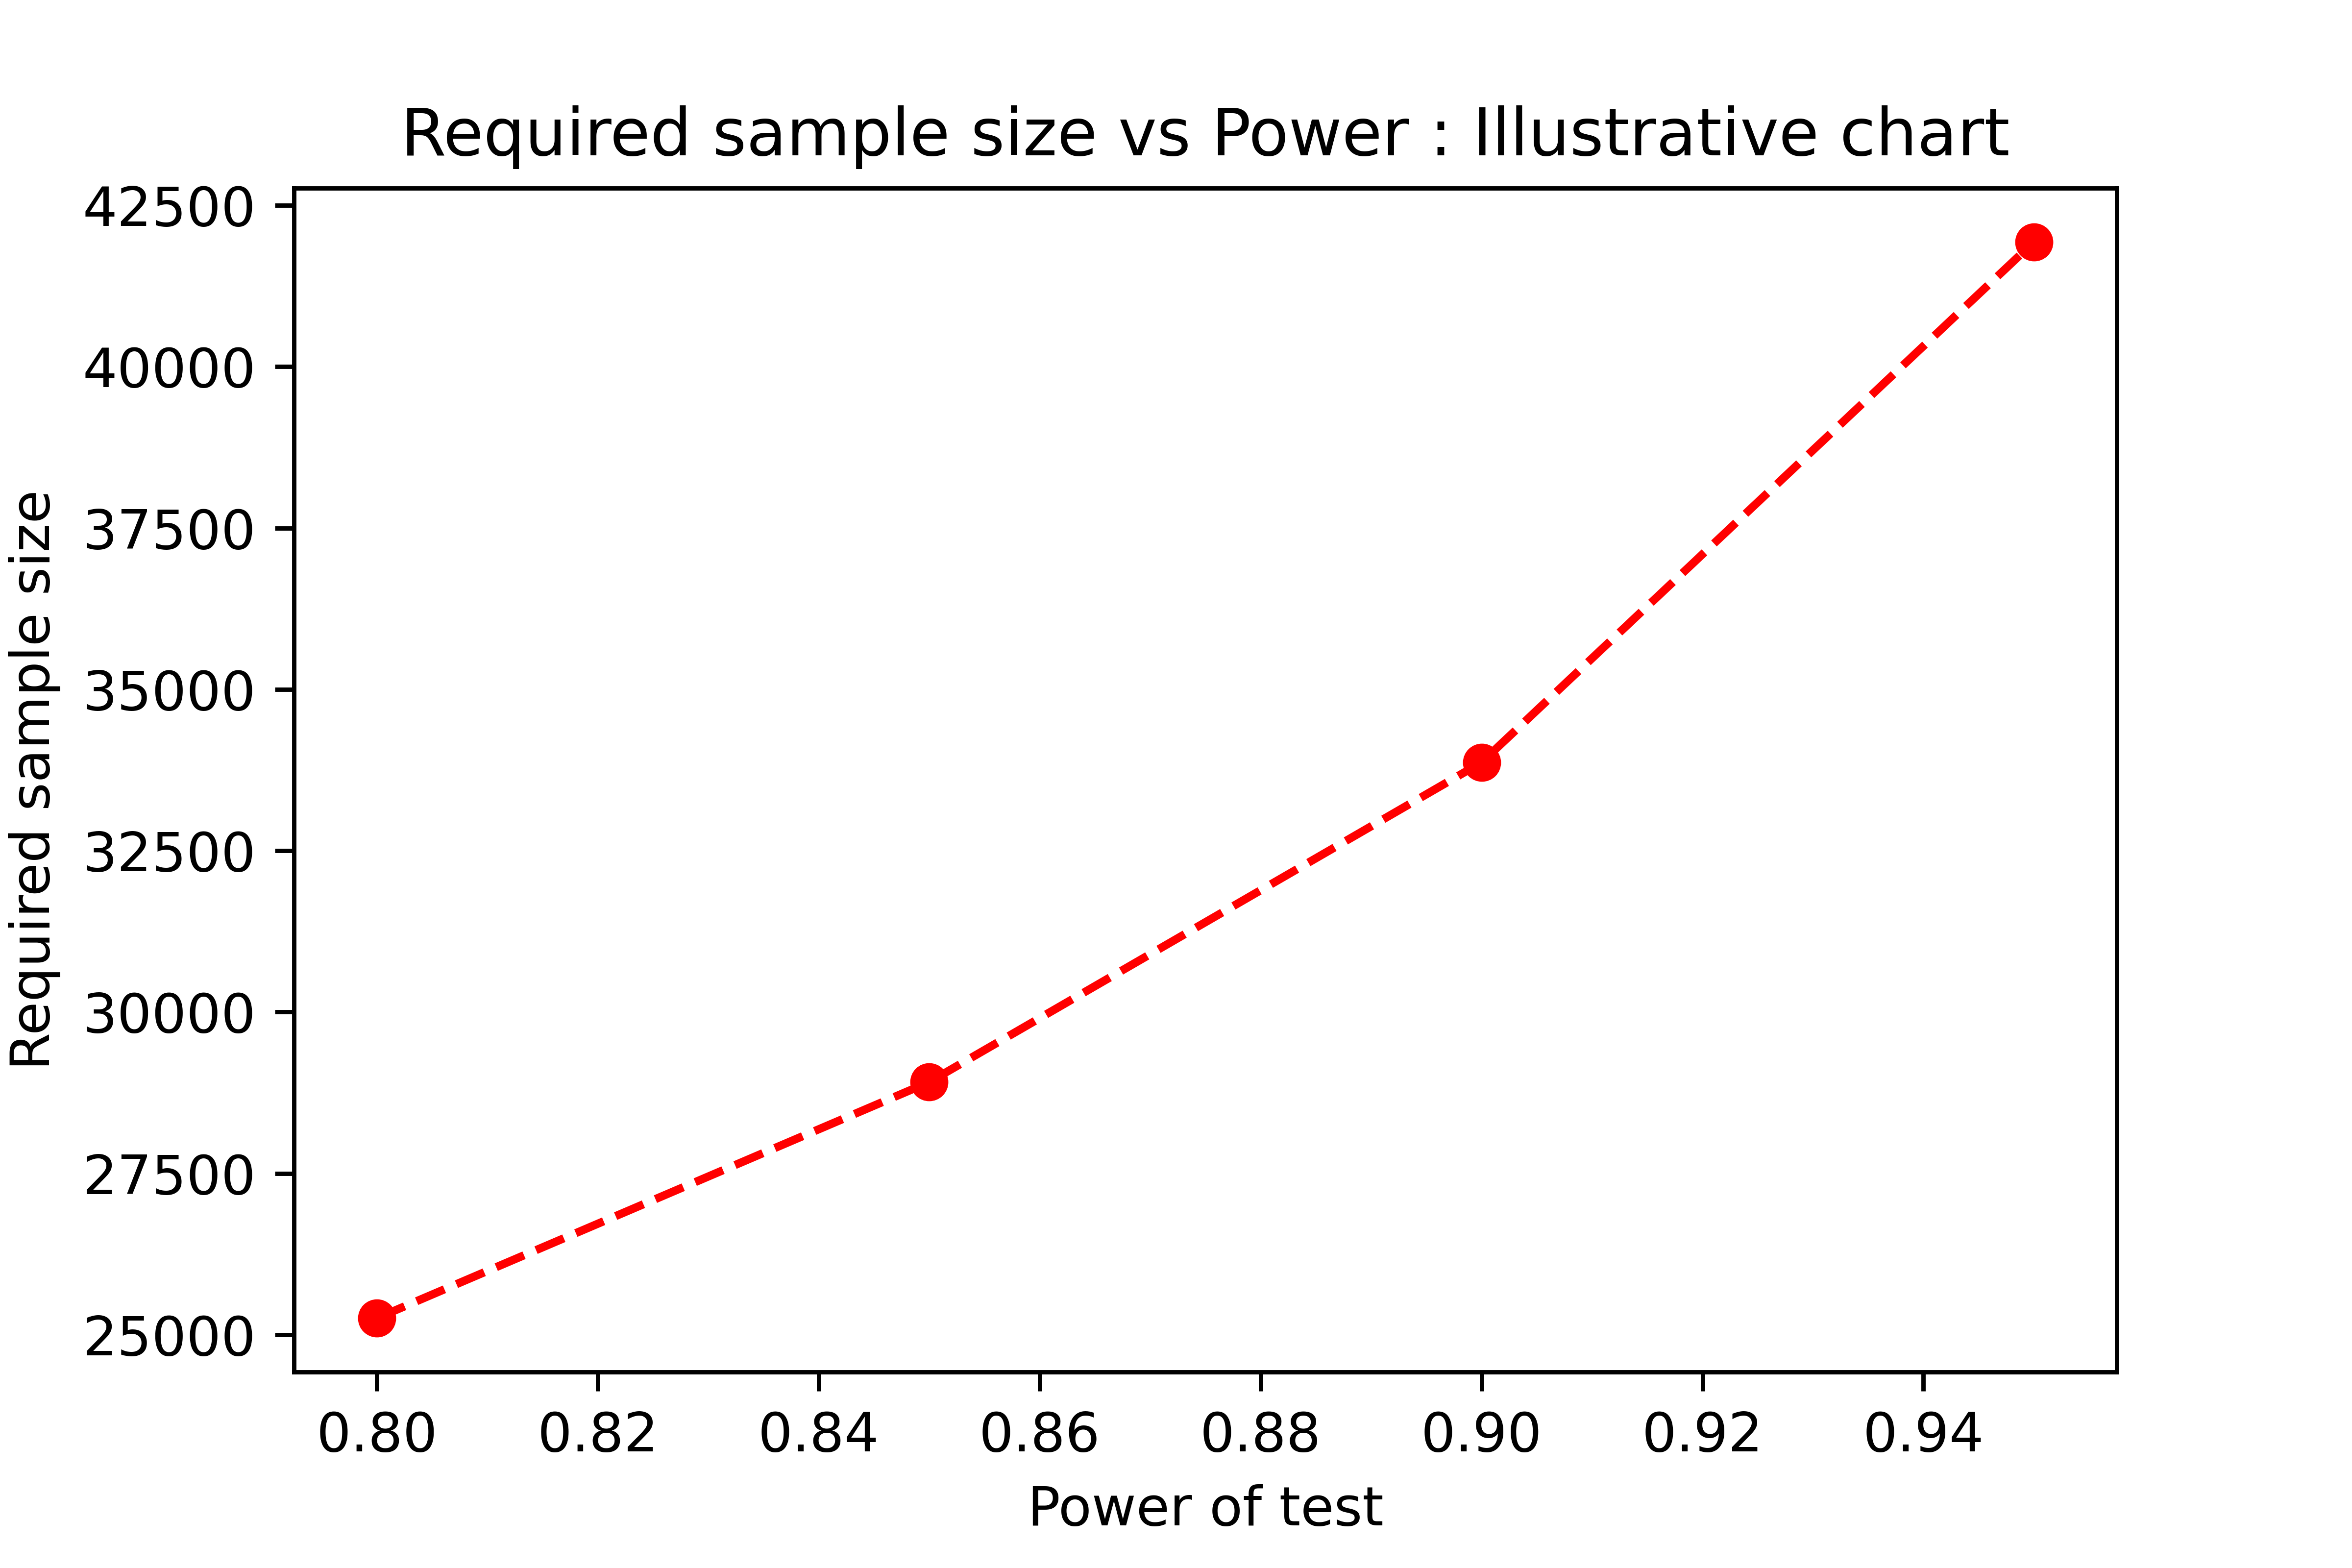 Required sample size vs Power : Illustrative chart
42500
40000
37500
35000
32500
30000
27500
25000
Required sample size
0.80 0.82 0.84 0.86 0.88 0.90 0.92 0.94
Power of test